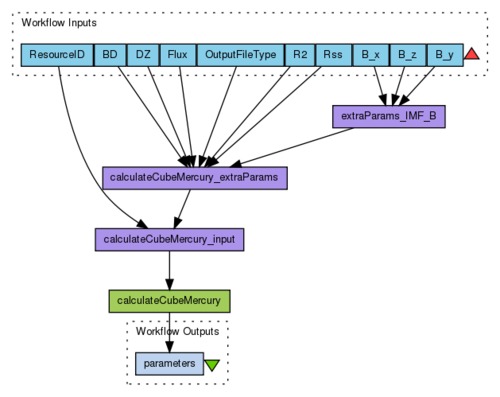 Workflow Inputs
ResourceID BD DZ Flux OutputFileType R2 Rss B_x B_z B_y
extraParams_IMF_B
calculateCubeMercury_extraParams
calculateCubeMercury_input
calculateCubeMercury
Workflow Outputs
parameters